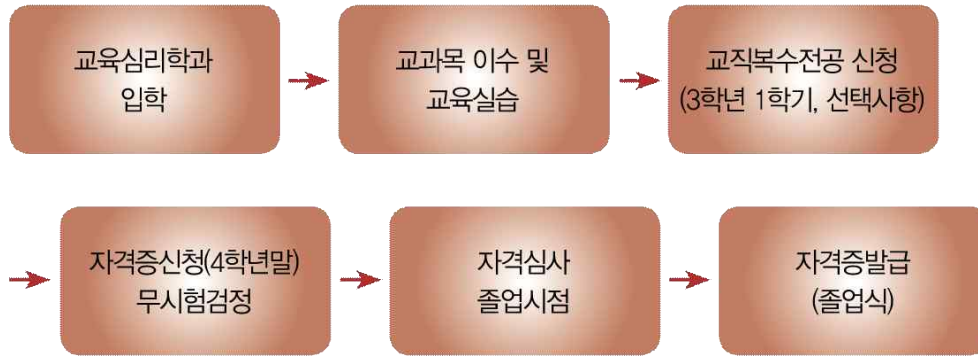 교육심리학과
입학
교과목 이수 및
교육실습
교직복수전공 신청
(3학년 1학기, 선택사항)
자격증신청(4학년말)
무시험검정
자격심사
졸업시점
자격증발급
(졸업식)